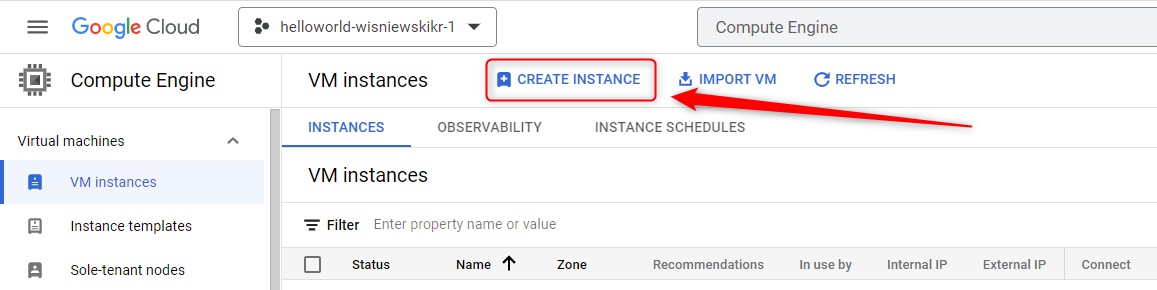 Google Cloud helloworld-wisniewskikr-1 Compute Engine
Compute Engine VM instances CREATE INSTANCE IMPORT VM REFRESH
Virtual machines INSTANCES OBSERVABILITY INSTANCE SCHEDULES
VM instances VM instances
Instance templates Filter Enter property name or value
Sole-tenant nodes Status Name Zone Recommendations In use by Internal IP External IP Connect